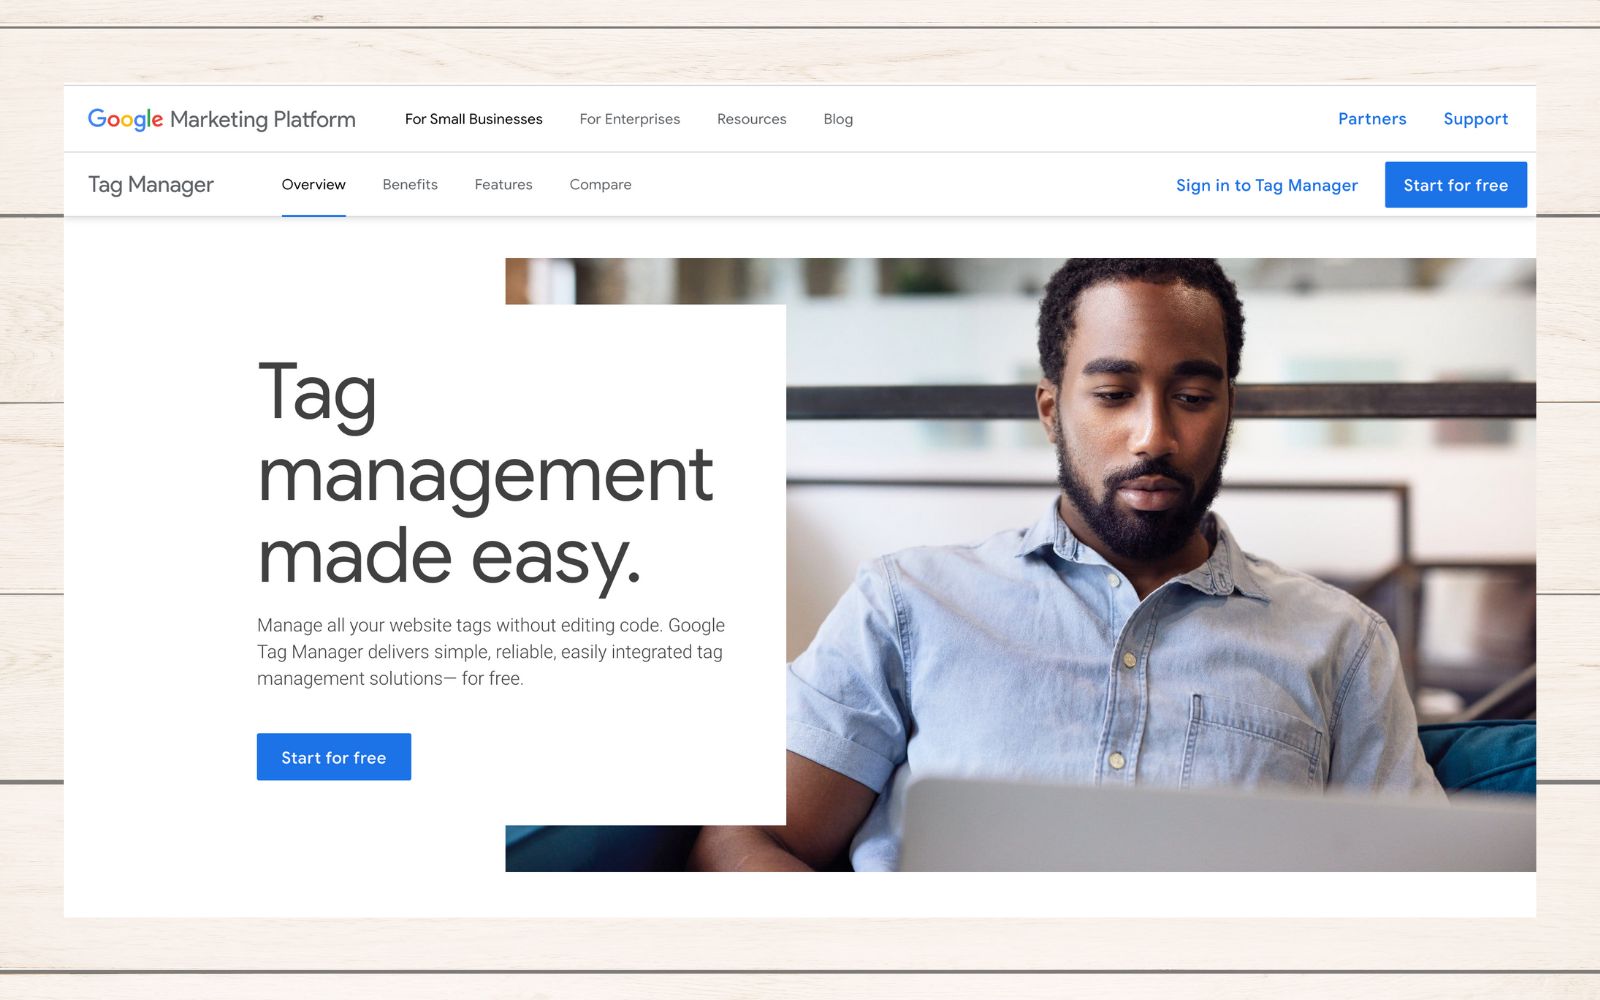 Google Marketing Platform For Small Businesses For Enterprises Resources Blog Partners Support
Tag Manager Overview Benefits Features Compare Sign in to Tag Manager Start for free
Tag
management
made easy.
Manage all your website tags without editing code. Google
Tag Manager delivers simple, reliable, easily integrated tag
management solutions— for free.
Start for free